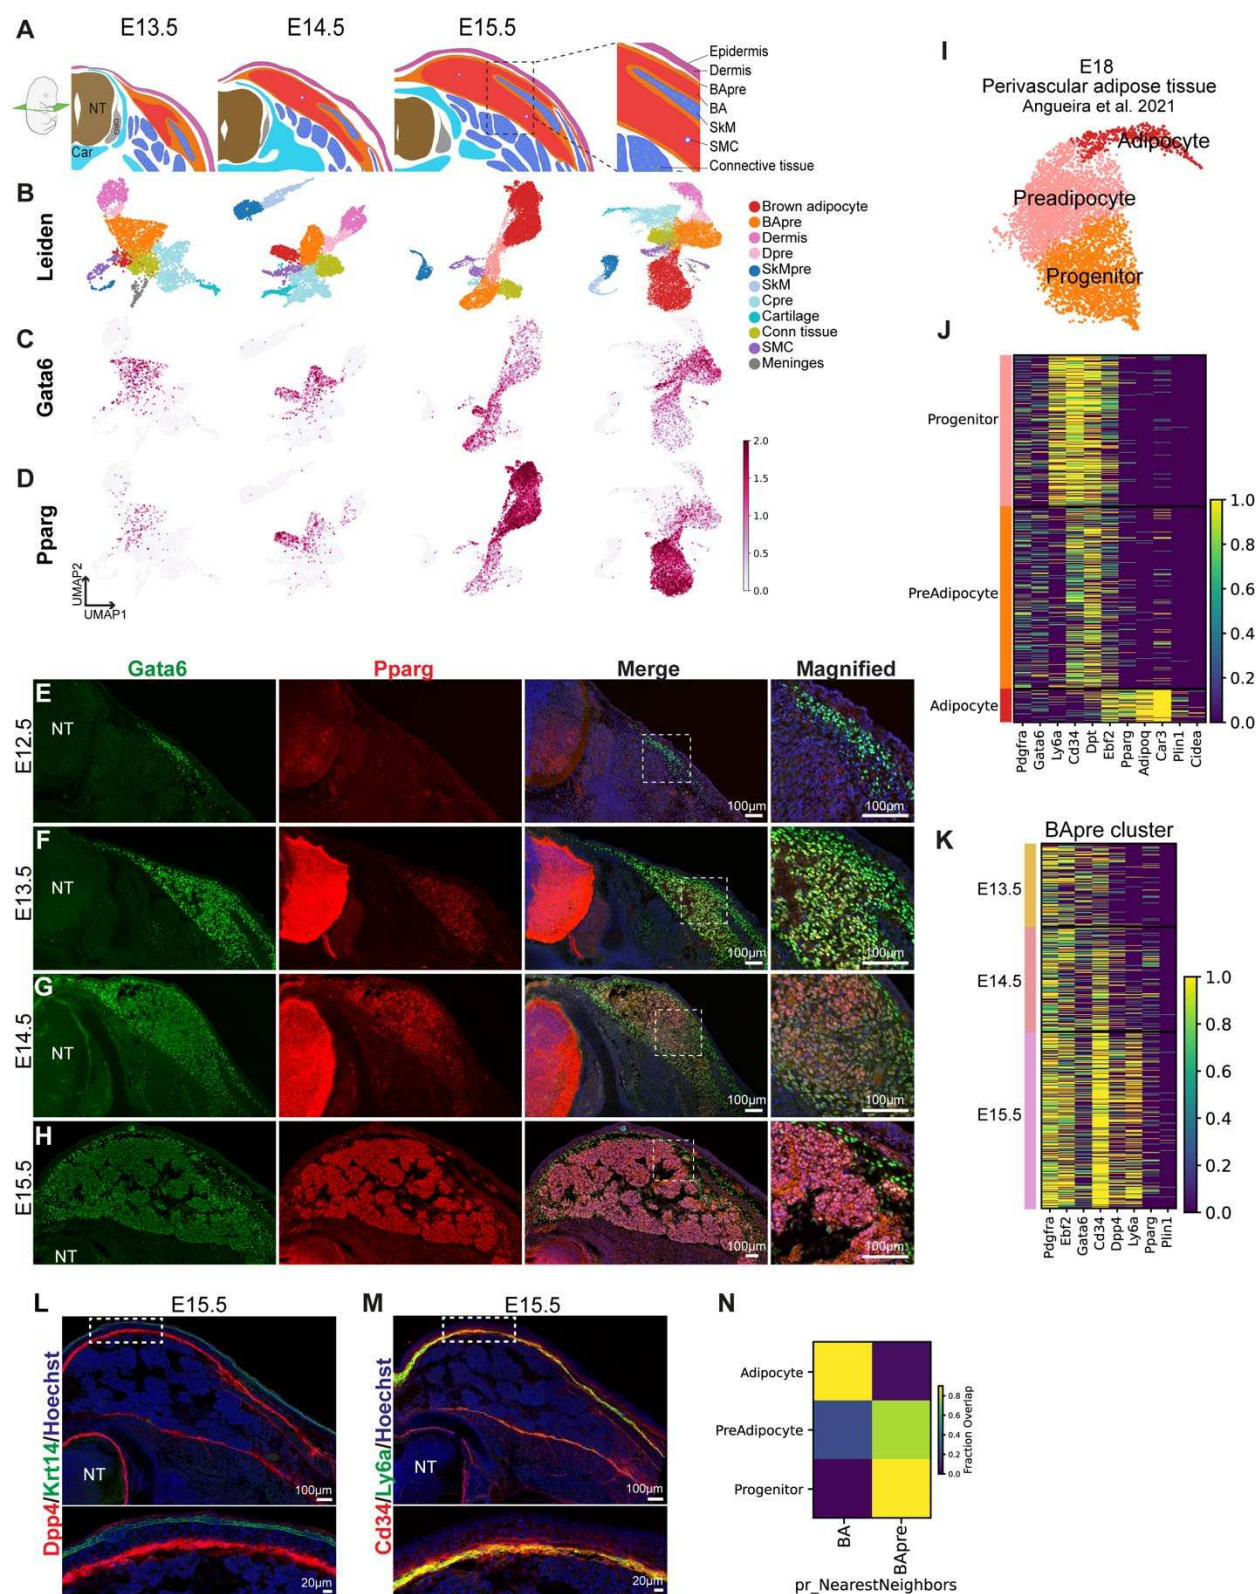 A
E13.5
E14.5
E15.5
NT
DRG
Car
Epidermis
Dermis
BApre
BA
SkM
SMC
Connective tissue
B
Leiden
Brown adipocyte
BApre
Dermis
Dpre
SkMpre
SkM
Cpre
Cartilage
Conn tissue
SMC
Meninges
C
Gata6
D
Pparg
UMAP2
UMAP1
2.0
1.5
1.0
0.5
0.0
Gata6
Pparg
Merge
Magnified
E
E12.5
NT
100µm
100µm
F
E13.5
NT
100µm
100µm
G
E14.5
NT
100µm
100µm
H
E15.5
NT
100µm
100µm
I
E18
Perivascular adipose tissue
Angueira et al. 2021
Adipocyte
Preadipocyte
Progenitor
J
Progenitor
PreAdipocyte
Adipocyte
Pdgfra
Gata6
Ly6a
Cd34
Dpt
Ebf2
Pparg
Adipoq
Car3
Plin1
Cidea
1.0
0.8
0.6
0.4
0.2
0.0
K
BApre cluster
E13.5
E14.5
E15.5
Pdgfra
Ebf2
Gata6
Cd34
Dpp4
Ly6a
Pparg
Plin1
1.0
0.8
0.6
0.4
0.2
0.0
L
E15.5
Dpp4/Krt14/Hoechst
NT
100µm
20µm
M
E15.5
Cd34/Ly6a/Hoechst
NT
100µm
20µm
N
Adipocyte
PreAdipocyte
Progenitor
BA
BApre
pr_NearestNeighbors
0.8
0.6
0.4
0.2
0.0
Fraction Overlap